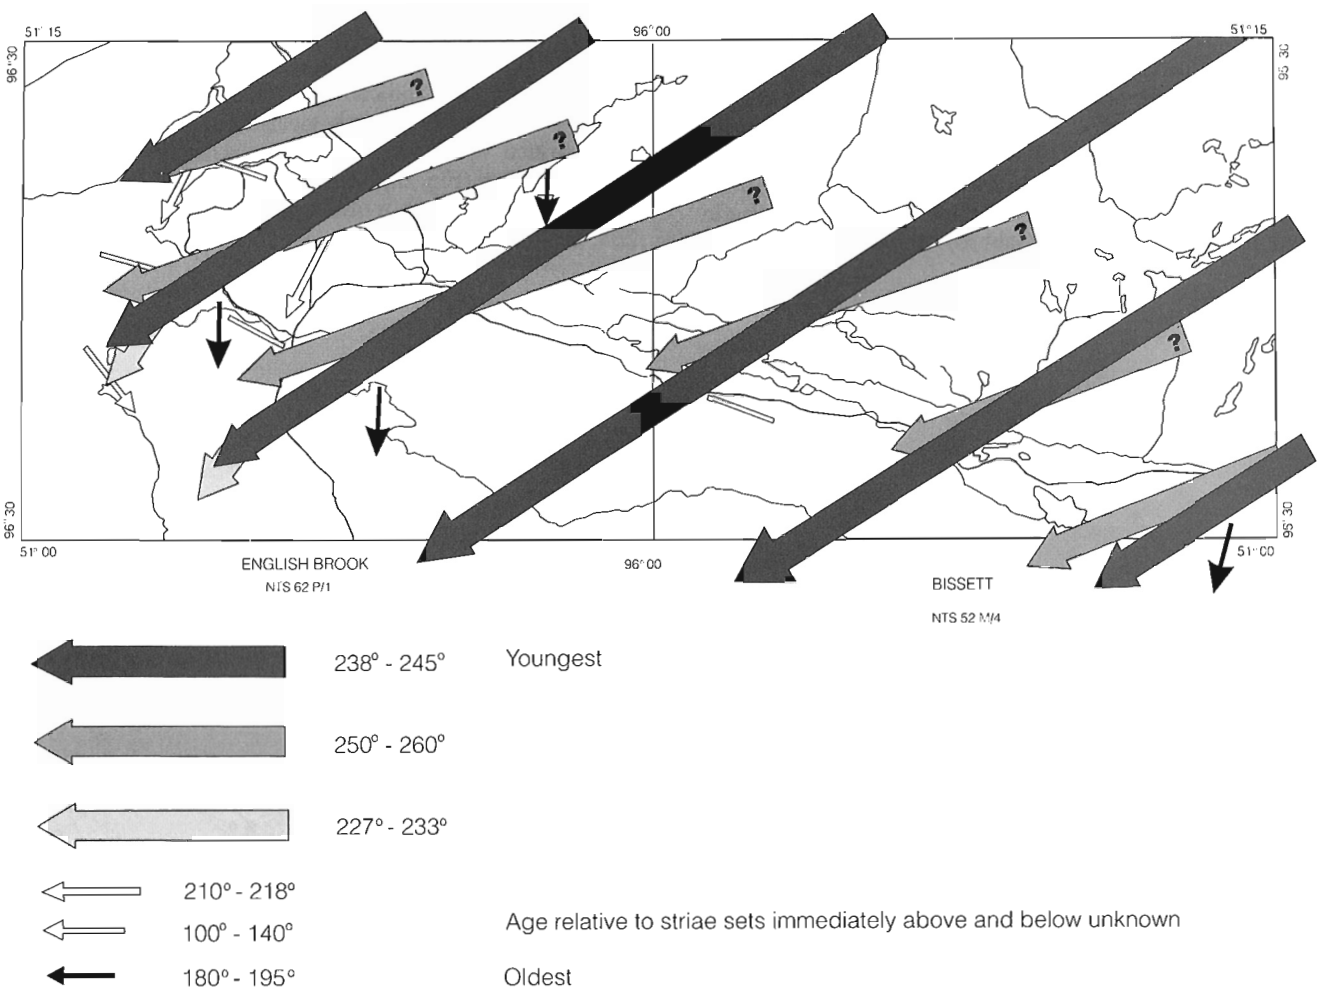 51° 15
96° 00
51° 15
96° 30
95 30
?
?
?
?
?
96° 30
95° 30
51° 00
ENGLISH BROOK
NTS 62 P/1
96° 00
BISSETT
NTS 52 M/4
51° 00
238° - 245° Youngest
250° - 260°
227° - 233°
210° - 218°
Age relative to striae sets immediately above and below unknown
100° - 140°
180° - 195° Oldest